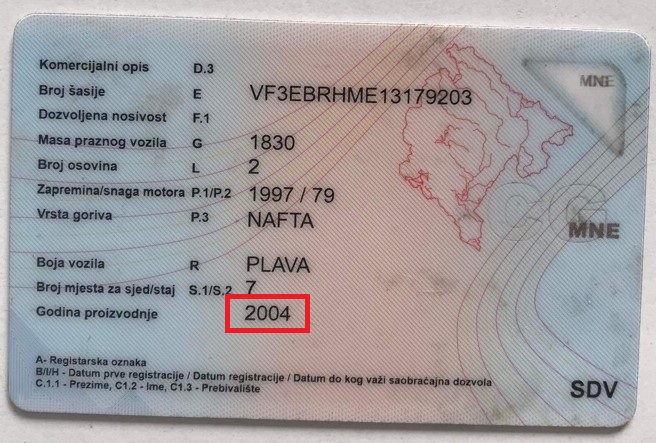 Komercijalni opis D.3
Broj šasije E VF3EBRHME13179203
Dozvoljena nosivost F.1
Masa praznog vozila G 1830
Broj osovina L 2
Zapremina/snaga motora P.1/P.2 1997 / 79
Vrsta goriva P.3 NAFTA
Boja vozila R PLAVA
Broj mjesta za sjed/staj S.1/S.2 7
Godina proizvodnje 2004
MNE
CG
MNE
A- Registarska oznaka
B/I/H - Datum prve registracije / Datum registracije / Datum do kog važi saobraćajna dozvola
C.1.1 - Prezime, C1.2 - Ime, C1.3 - Prebivalište
SDV